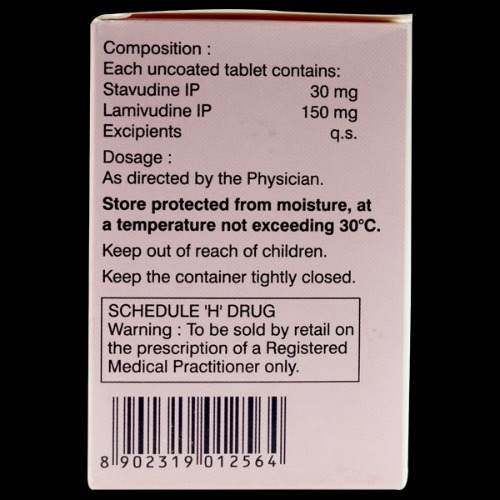 Composition :
Each uncoated tablet contains:
Stavudine IP 30 mg
Lamivudine IP 150 mg
Excipients q.s.
Dosage :
As directed by the Physician.
Store protected from moisture, at
a temperature not exceeding 30°C.
Keep out of reach of children.
Keep the container tightly closed.
SCHEDULE 'H' DRUG
Warning : To be sold by retail on
the prescription of a Registered
Medical Practitioner only.
8 902319 012564